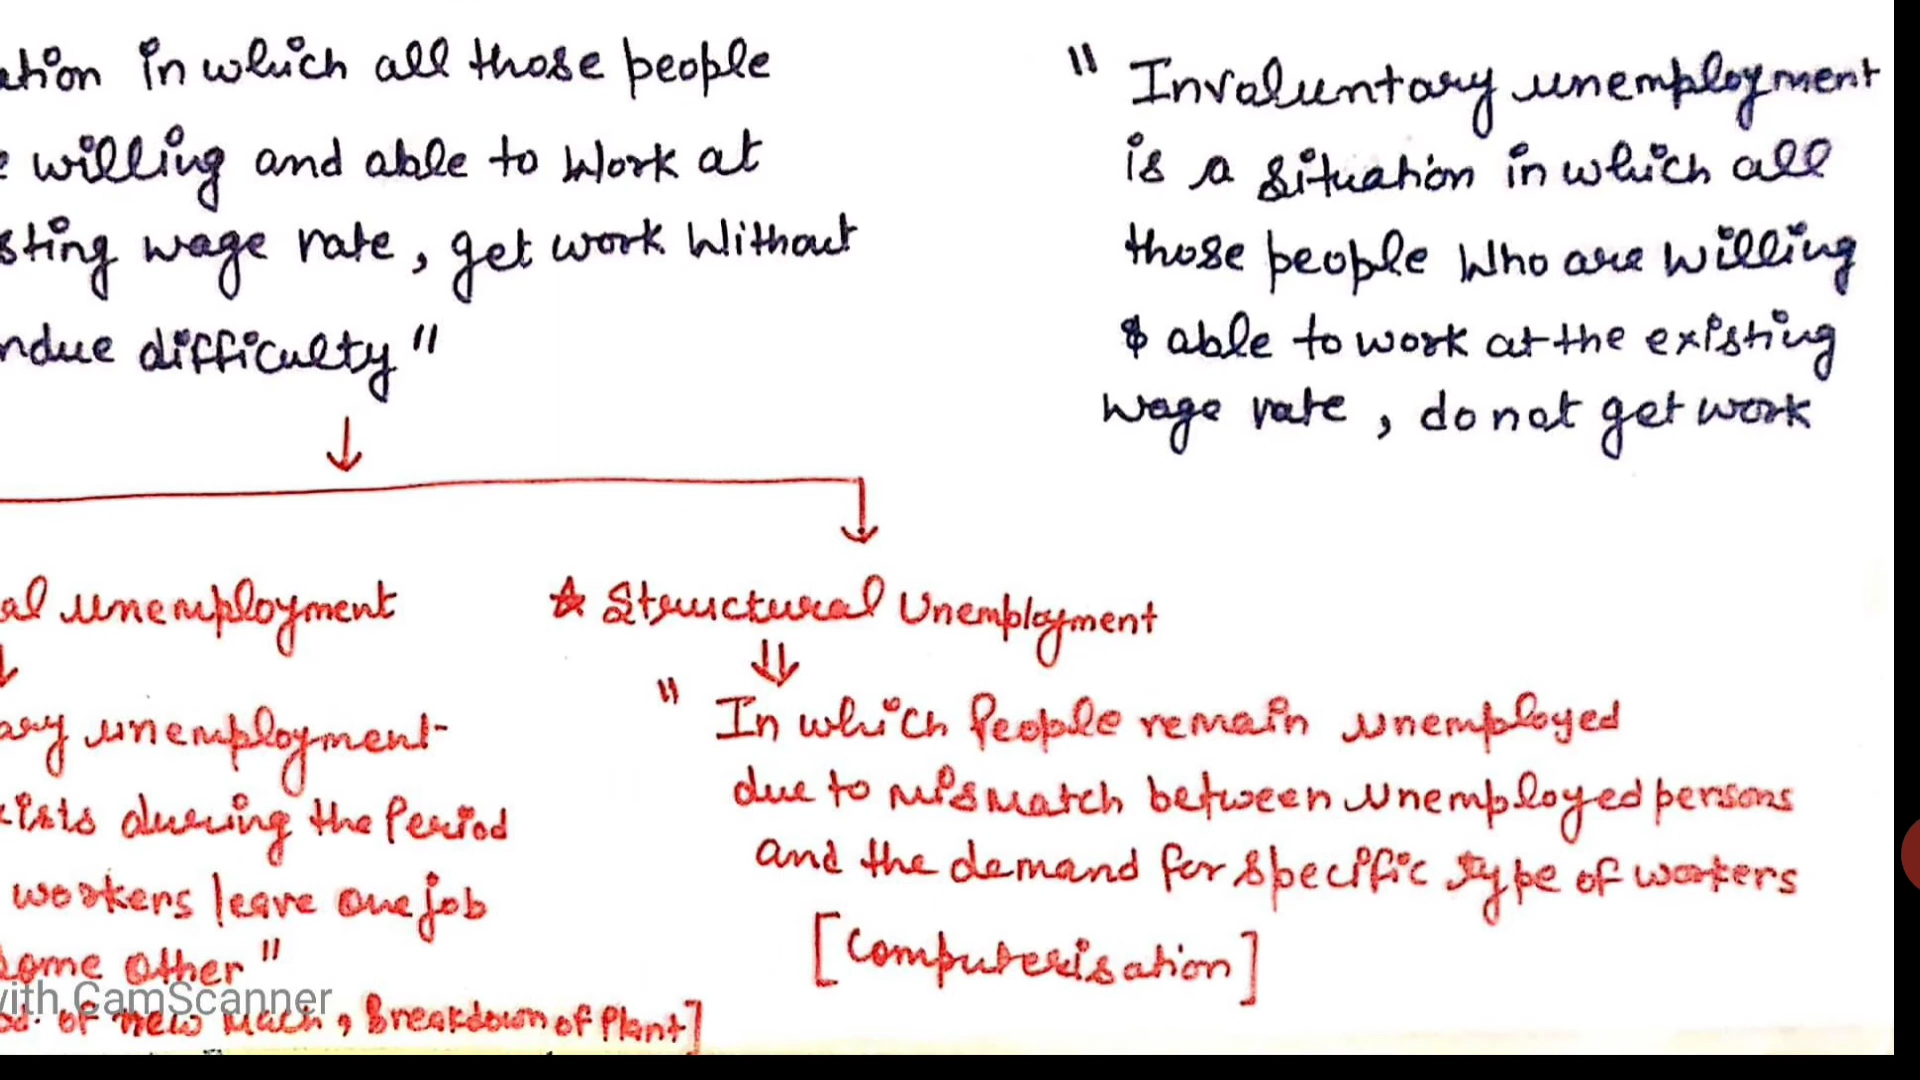 ation in which all those people
e willing and able to work at
sting wage rate, get work without
ndue difficulty"
" Involuntary unemployment
is a situation in which all
those people who are willing
$ able to work at the existing
wage rate, do not get work
al unemployment
ary unemployment
ists during the Period
workers leave one job
some other"
with CamScanner
of new Mach, Breakdown of Plant]
☆ Structural Unemployment
" In which People remain unemployed
due to mismatch between unemployed persons
and the demand for specific type of workers
[Computerisation]